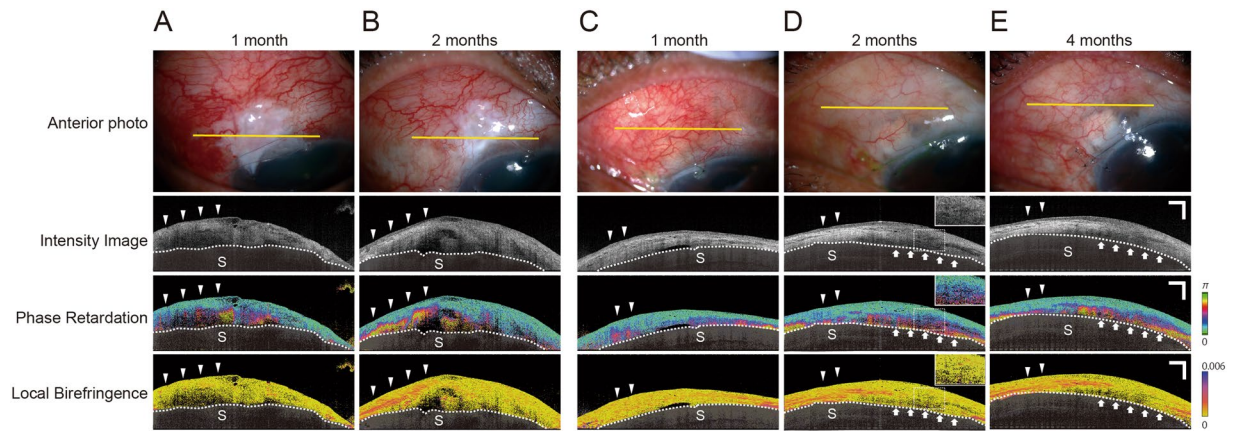 A B C D E
1 month 2 months 1 month 2 months 4 months
Anterior photo
Intensity Image
S S S S S
Phase Retardation
π
S S S S S
0
0.006
Local Birefringence
S S S S S
0